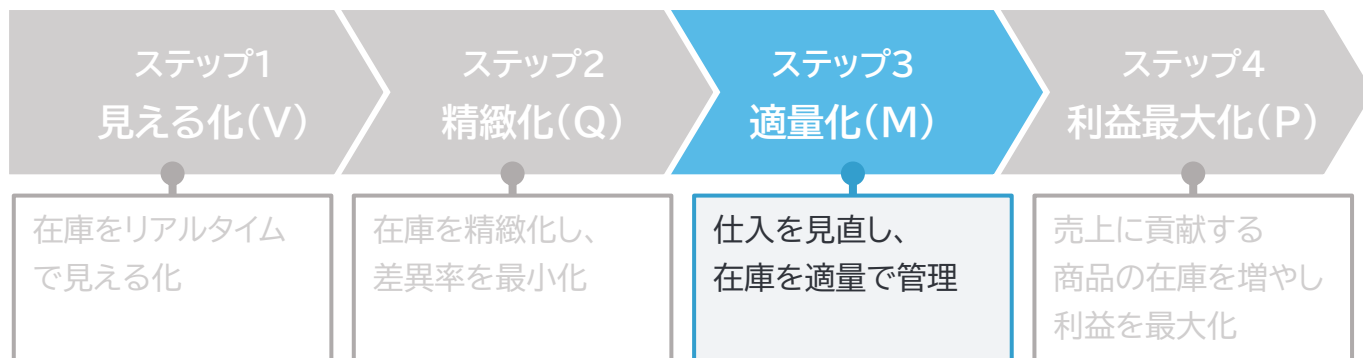 ステップ1
見える化(V)
ステップ2
精緻化(Q)
ステップ3
適量化(M)
ステップ4
利益最大化(P)
在庫をリアルタイム
で見える化
在庫を精緻化し、
差異率を最小化
仕入を見直し、
在庫を適量で管理
売上に貢献する
商品の在庫を増やし
利益を最大化